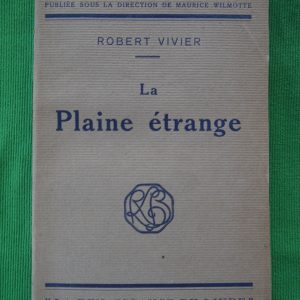 PUBLIÉE SOUS LA DIRECTION DE MAURICE WILMOTTE
ROBERT VIVIER
La
Plaine étrange